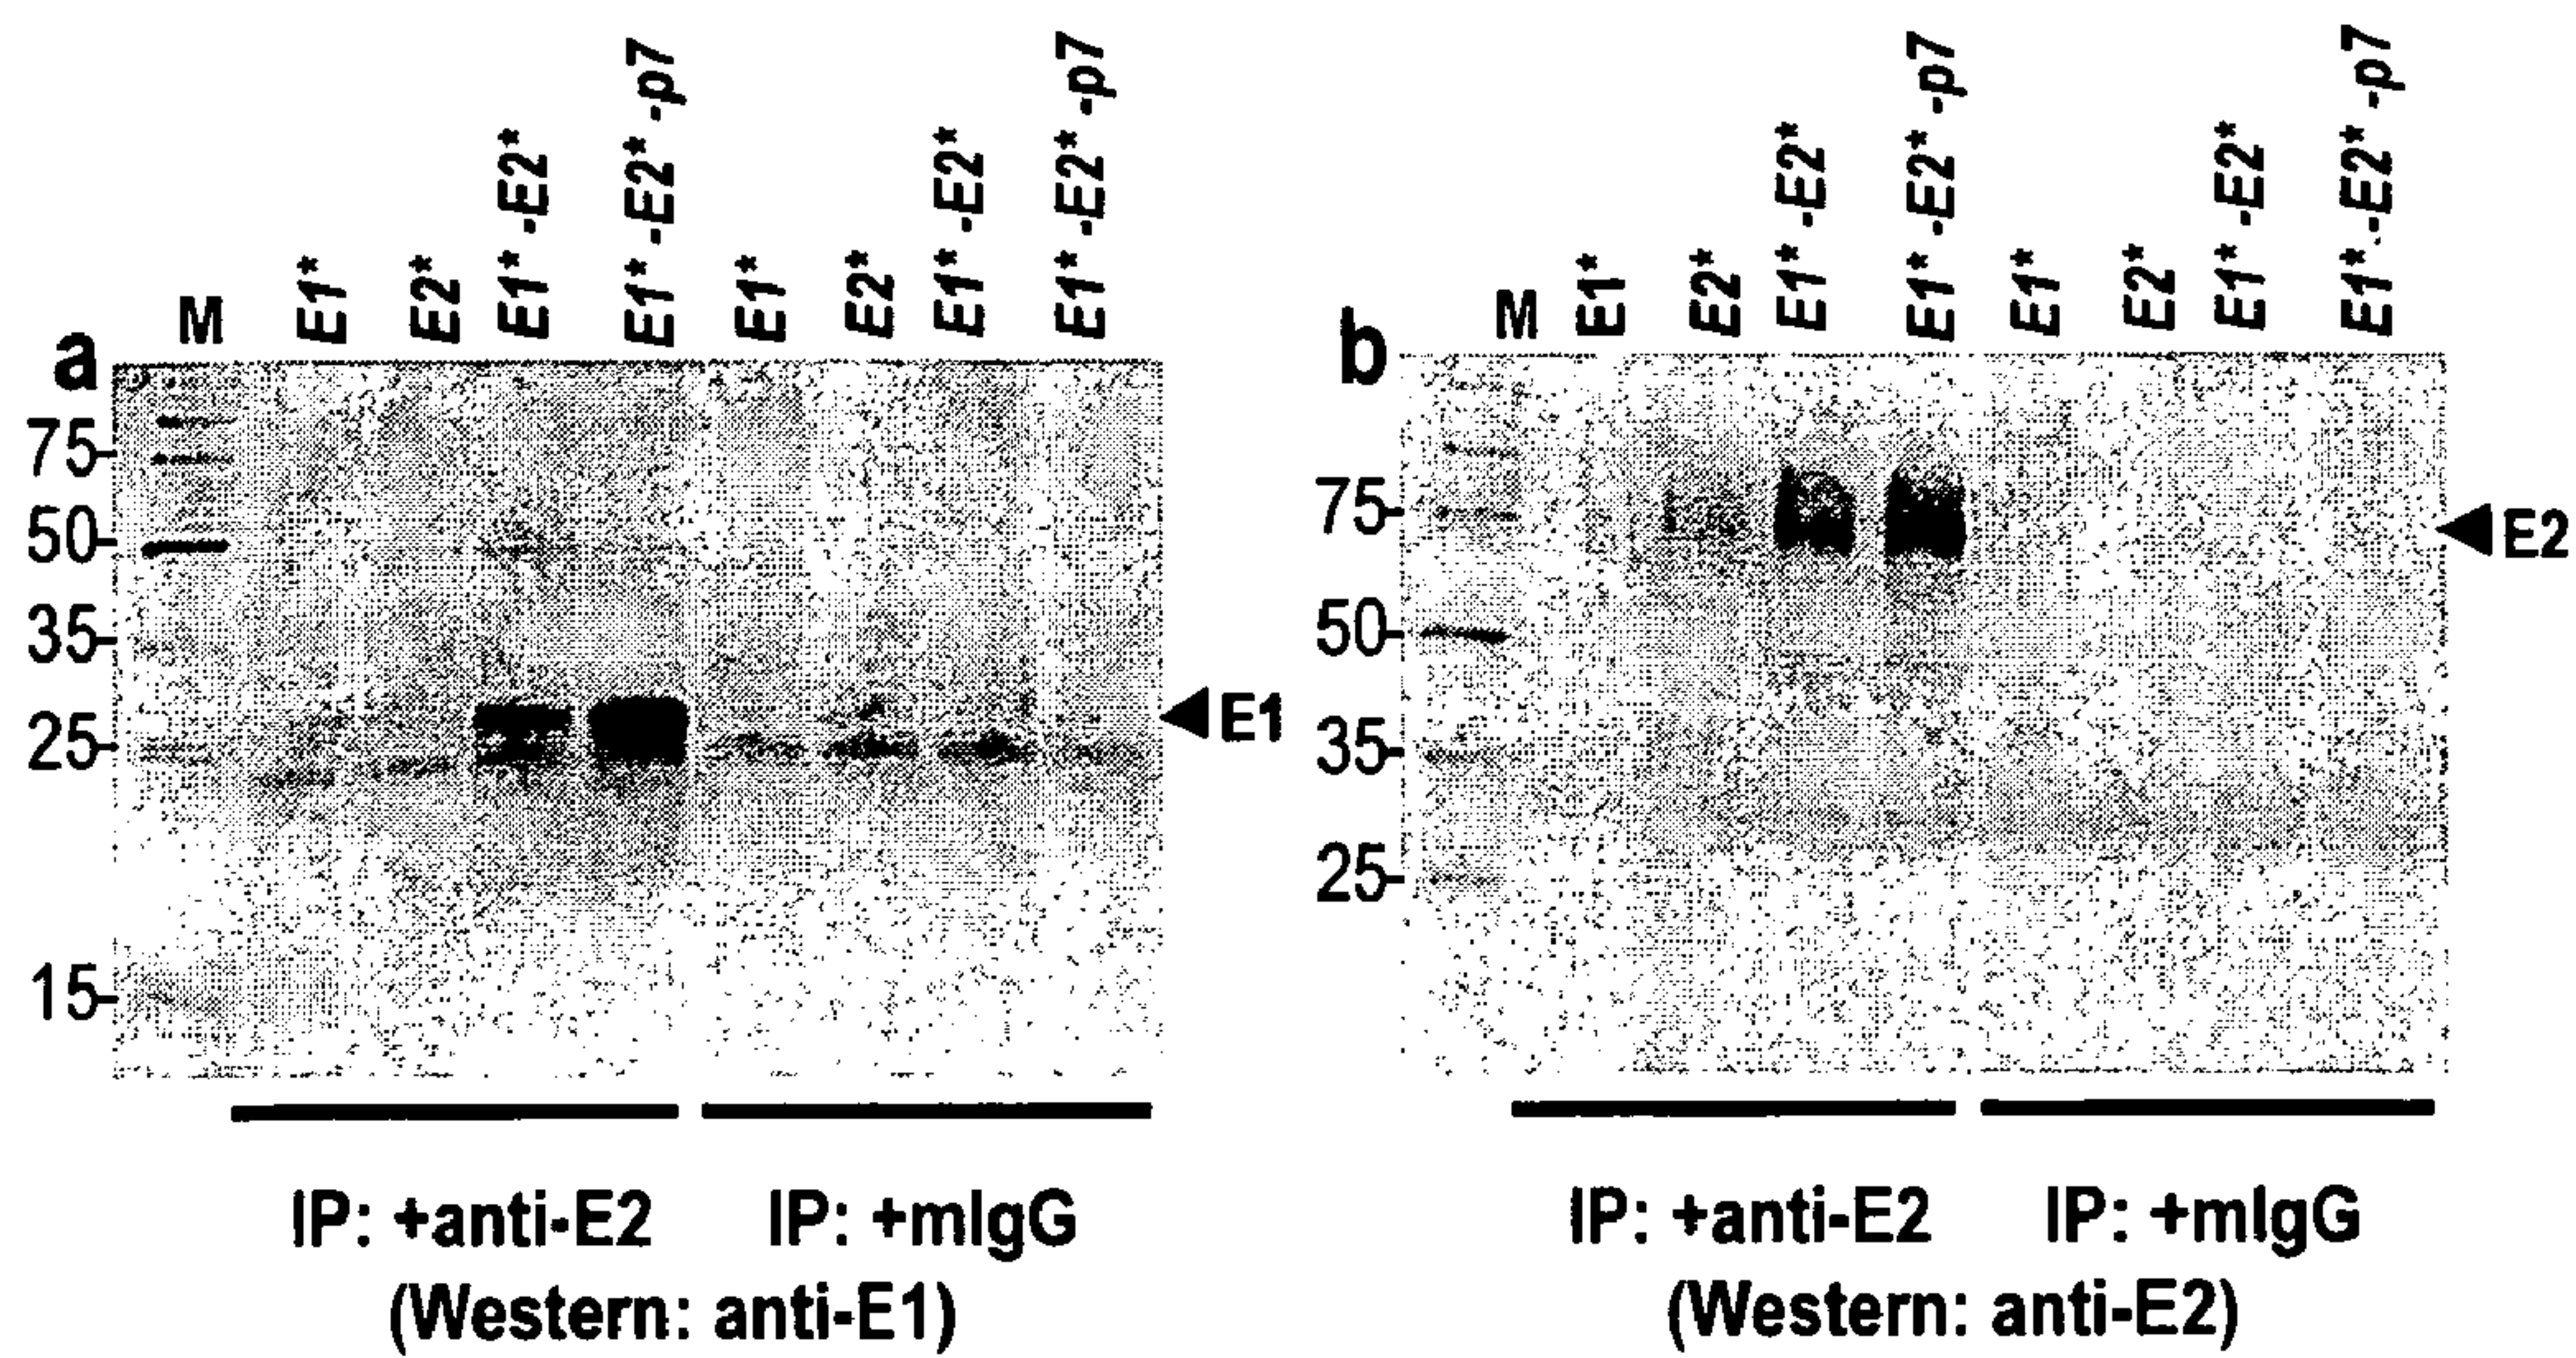 a
M
E1*
E2*
E1*-E2*
E1*-E2*-p7
E1*
E2*
E1*-E2*
E1*-E2*-p7
75-
50-
35-
25-
15-
E1
IP: +anti-E2
IP: +mIgG
(Western: anti-E1)
b
M
E1*
E2*
E1*-E2*
E1*-E2*-p7
E1*
E2*
E1*-E2*
E1*-E2*-p7
75-
50-
35-
25-
E2
IP: +anti-E2
IP: +mIgG
(Western: anti-E2)